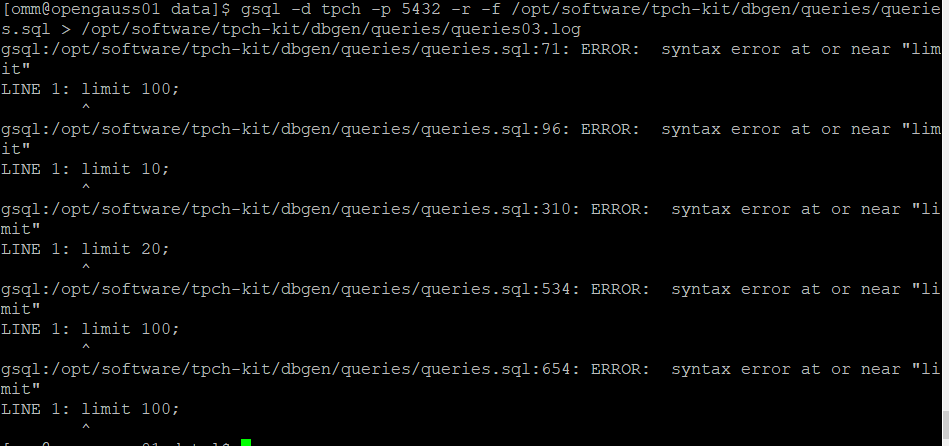 [omm@opengauss01 data]$ gsql -d tpch -p 5432 -r -f /opt/software/tpch-kit/dbgen/queries/querie
s.sql > /opt/software/tpch-kit/dbgen/queries/queries03.log
gsql:/opt/software/tpch-kit/dbgen/queries/queries.sql:71: ERROR:  syntax error at or near "lim
it"
LINE 1: limit 100;
^
gsql:/opt/software/tpch-kit/dbgen/queries/queries.sql:96: ERROR:  syntax error at or near "lim
it"
LINE 1: limit 10;
^
gsql:/opt/software/tpch-kit/dbgen/queries/queries.sql:310: ERROR:  syntax error at or near "li
mit"
LINE 1: limit 20;
^
gsql:/opt/software/tpch-kit/dbgen/queries/queries.sql:534: ERROR:  syntax error at or near "li
mit"
LINE 1: limit 100;
^
gsql:/opt/software/tpch-kit/dbgen/queries/queries.sql:654: ERROR:  syntax error at or near "li
mit"
LINE 1: limit 100;
^